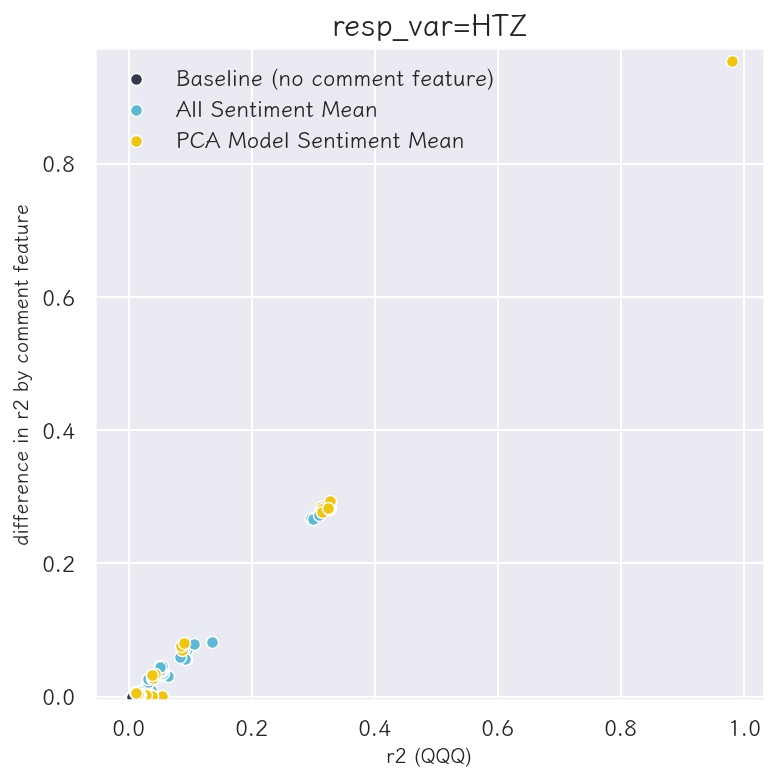 resp_var=HTZ
Baseline (no comment feature)
All Sentiment Mean
PCA Model Sentiment Mean
difference in r2 by comment feature
0.8
0.6
0.4
0.2
0.0
0.0 0.2 0.4 0.6 0.8 1.0
r2 (QQQ)